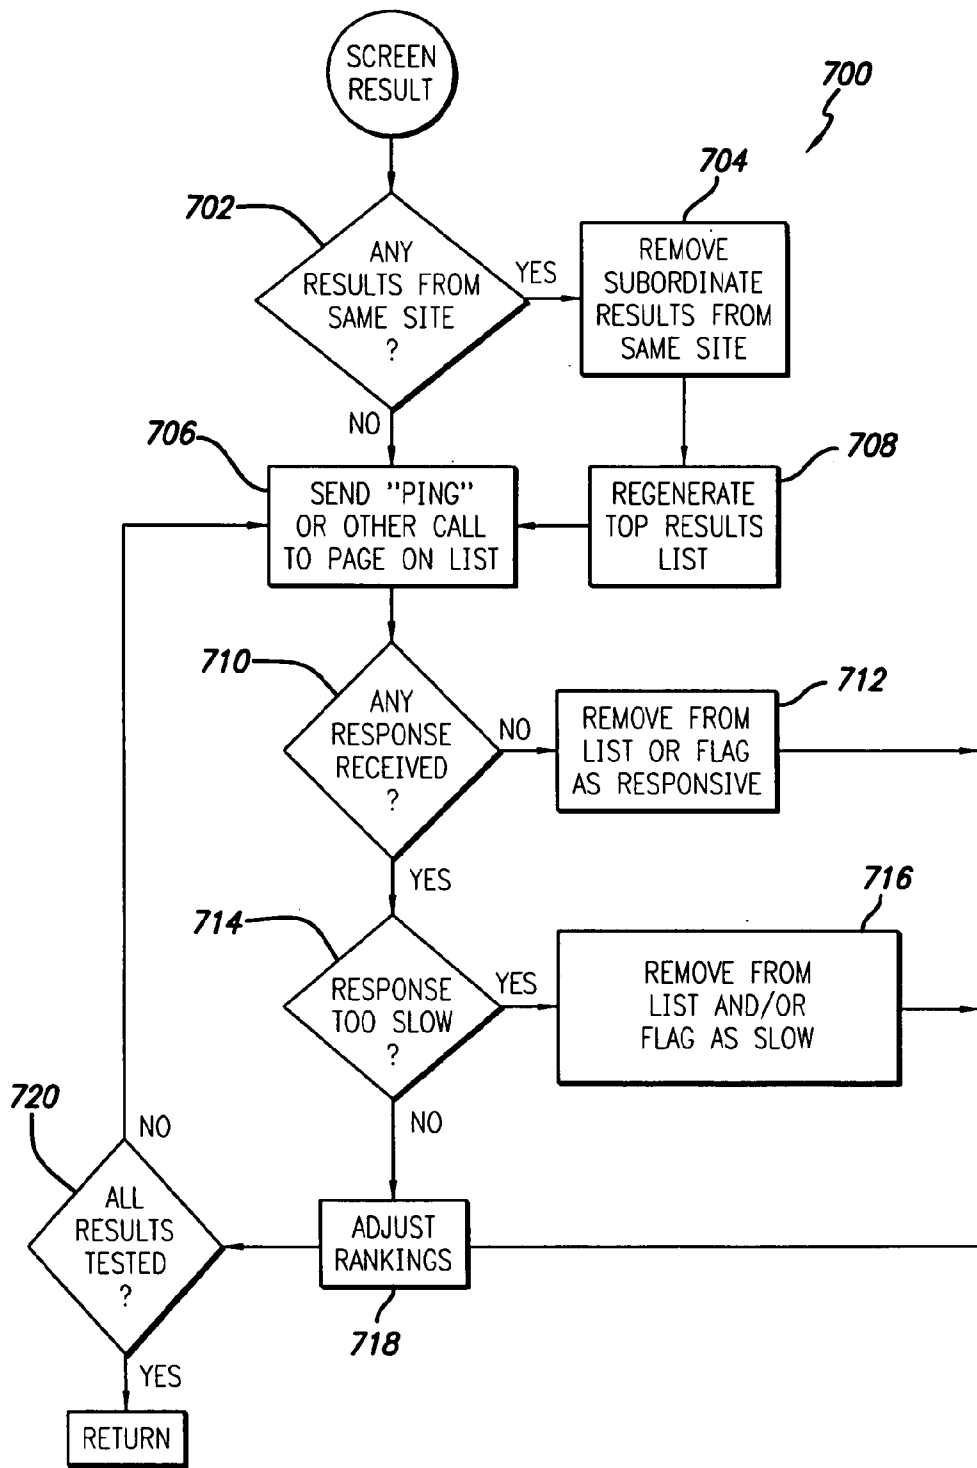 SCREEN
RESULT
700
702
ANY
RESULTS FROM
SAME SITE
?
YES
NO
704
REMOVE
SUBORDINATE
RESULTS FROM
SAME SITE
706
SEND "PING"
OR OTHER CALL
TO PAGE ON LIST
708
REGENERATE
TOP RESULTS
LIST
710
ANY
RESPONSE
RECEIVED
?
NO
YES
712
REMOVE FROM
LIST OR FLAG
AS RESPONSIVE
714
RESPONSE
TOO SLOW
?
YES
NO
716
REMOVE FROM
LIST AND/OR
FLAG AS SLOW
718
ADJUST
RANKINGS
720
ALL
RESULTS
TESTED
?
NO
YES
RETURN